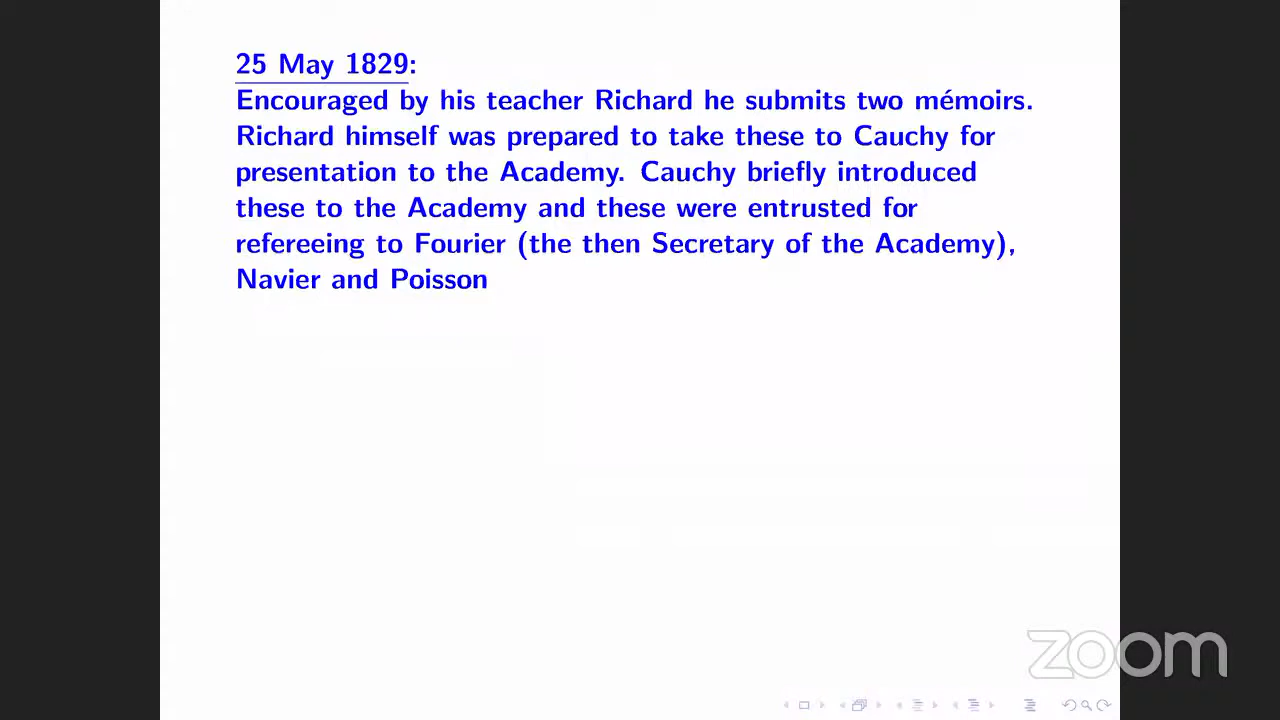 25 May 1829:
Encouraged by his teacher Richard he submits two mémoirs.
Richard himself was prepared to take these to Cauchy for
presentation to the Academy. Cauchy briefly introduced
these to the Academy and these were entrusted for
refereeing to Fourier (the then Secretary of the Academy),
Navier and Poisson
zoom